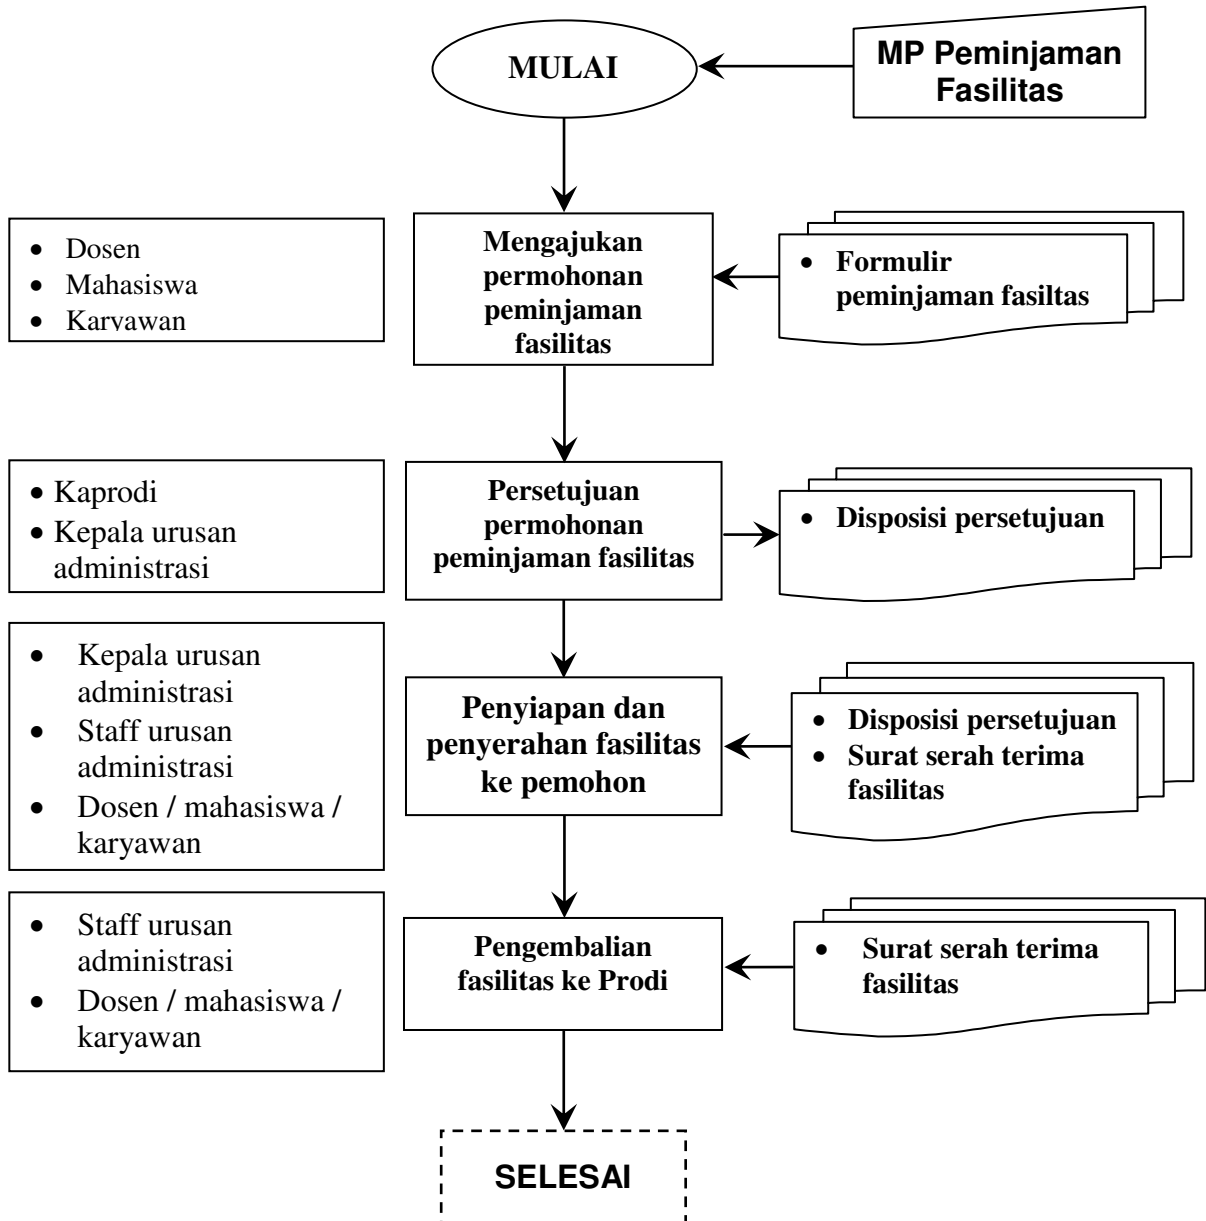 MULAI
MP Peminjaman
Fasilitas
• Dosen
• Mahasiswa
• Karyawan
Mengajukan
permohonan
peminjaman
fasilitas
• Formulir
peminjaman fasiltas
• Kaprodi
• Kepala urusan
administrasi
Persetujuan
permohonan
peminjaman fasilitas
• Disposisi persetujuan
• Kepala urusan
administrasi
• Staff urusan
administrasi
• Dosen / mahasiswa /
karyawan
Penyiapan dan
penyerahan fasilitas
ke pemohon
• Disposisi persetujuan
• Surat serah terima
fasilitas
• Staff urusan
administrasi
• Dosen / mahasiswa /
karyawan
Pengembalian
fasilitas ke Prodi
• Surat serah terima
fasilitas
SELESAI